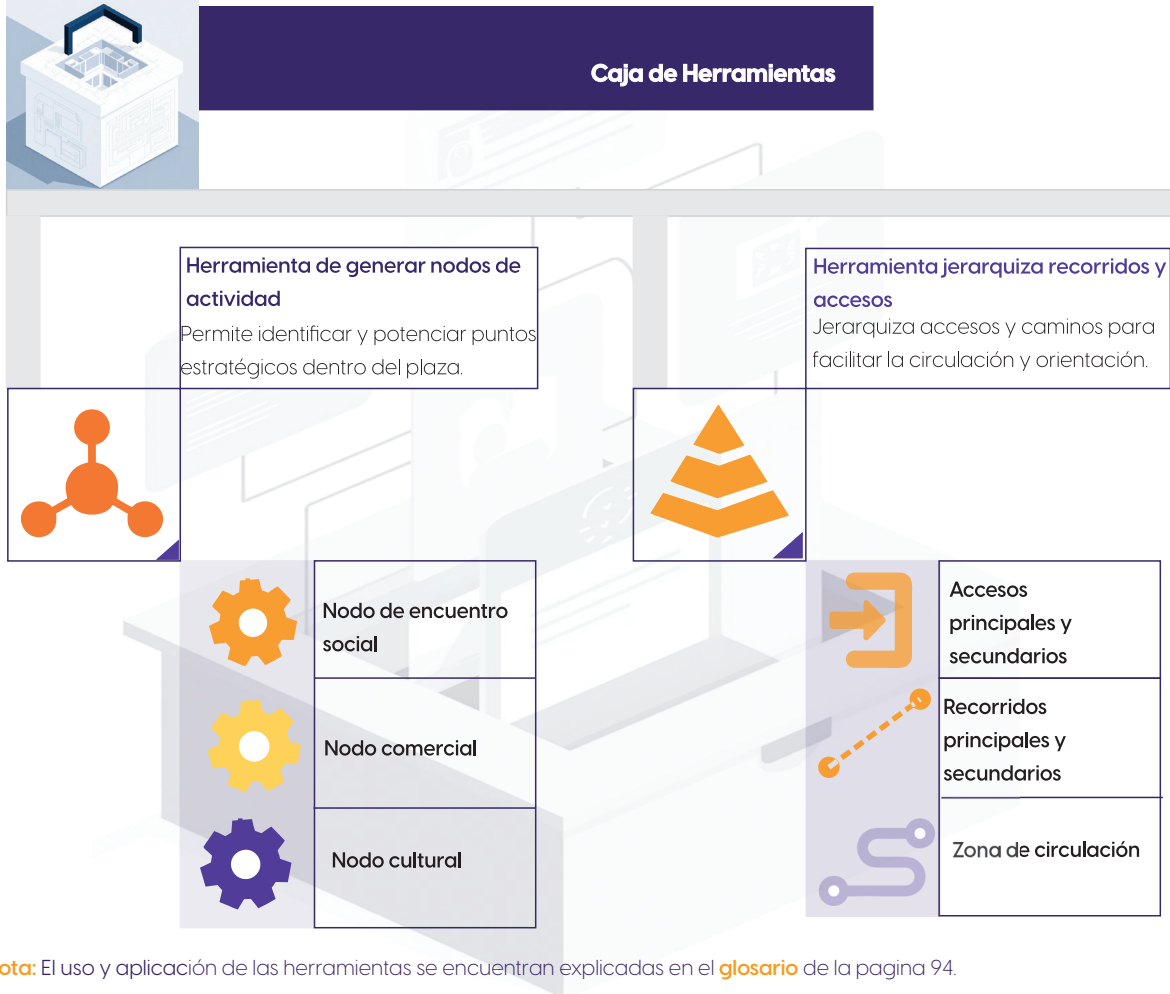 Caja de Herramientas
Herramienta de generar nodos de
actividad
Permite identificar y potenciar puntos
estratégicos dentro del plaza.
Herramienta jerarquiza recorridos y
accesos
Jerarquiza accesos y caminos para
facilitar la circulación y orientación.
Nodo de encuentro
social
Nodo comercial
Nodo cultural
Accesos
principales y
secundarios
Recorridos
principales y
secundarios
Zona de circulación
ota: El uso y aplicación de las herramientas se encuentran explicadas en el glosario de la pagina 94.